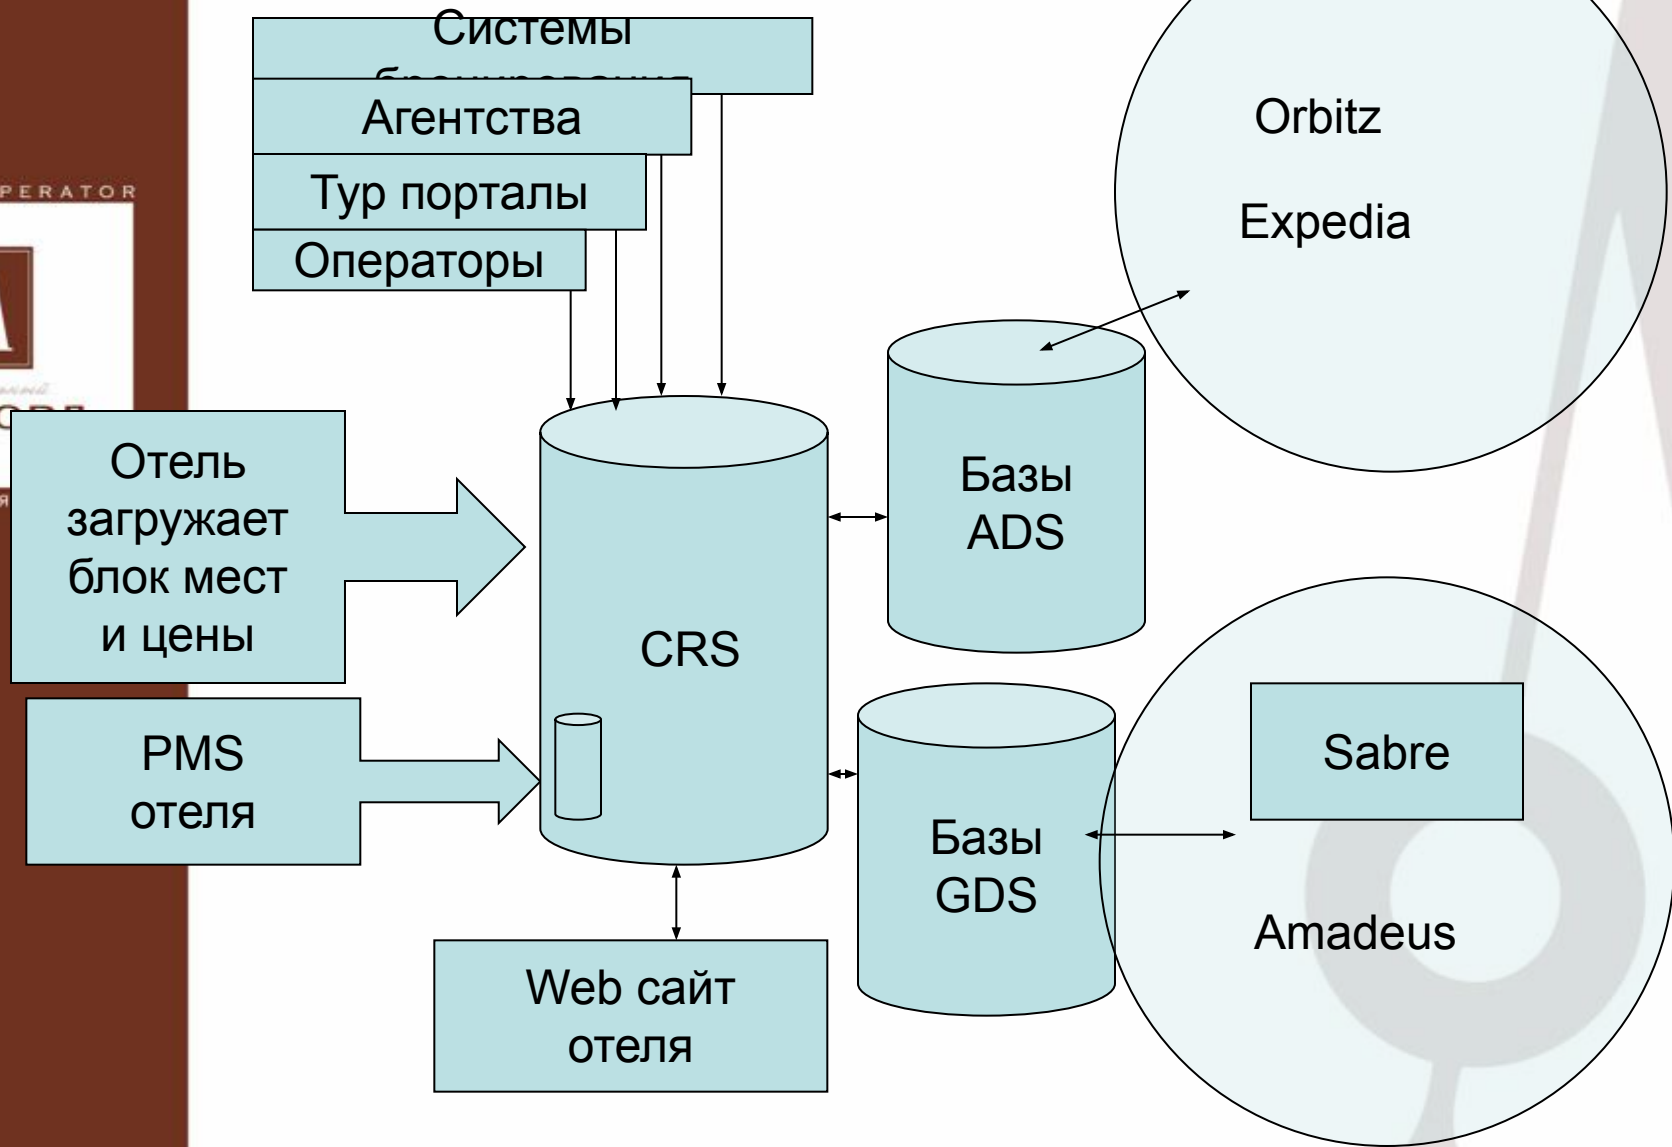 Системы
бронирования
Агентства
Тур порталы
Операторы
Orbitz
Expedia
PERATOR
Отель
загружает
блок мест
и цены
PMS
отеля
CRS
Базы
ADS
Базы
GDS
Sabre
Amadeus
Web сайт
отеля